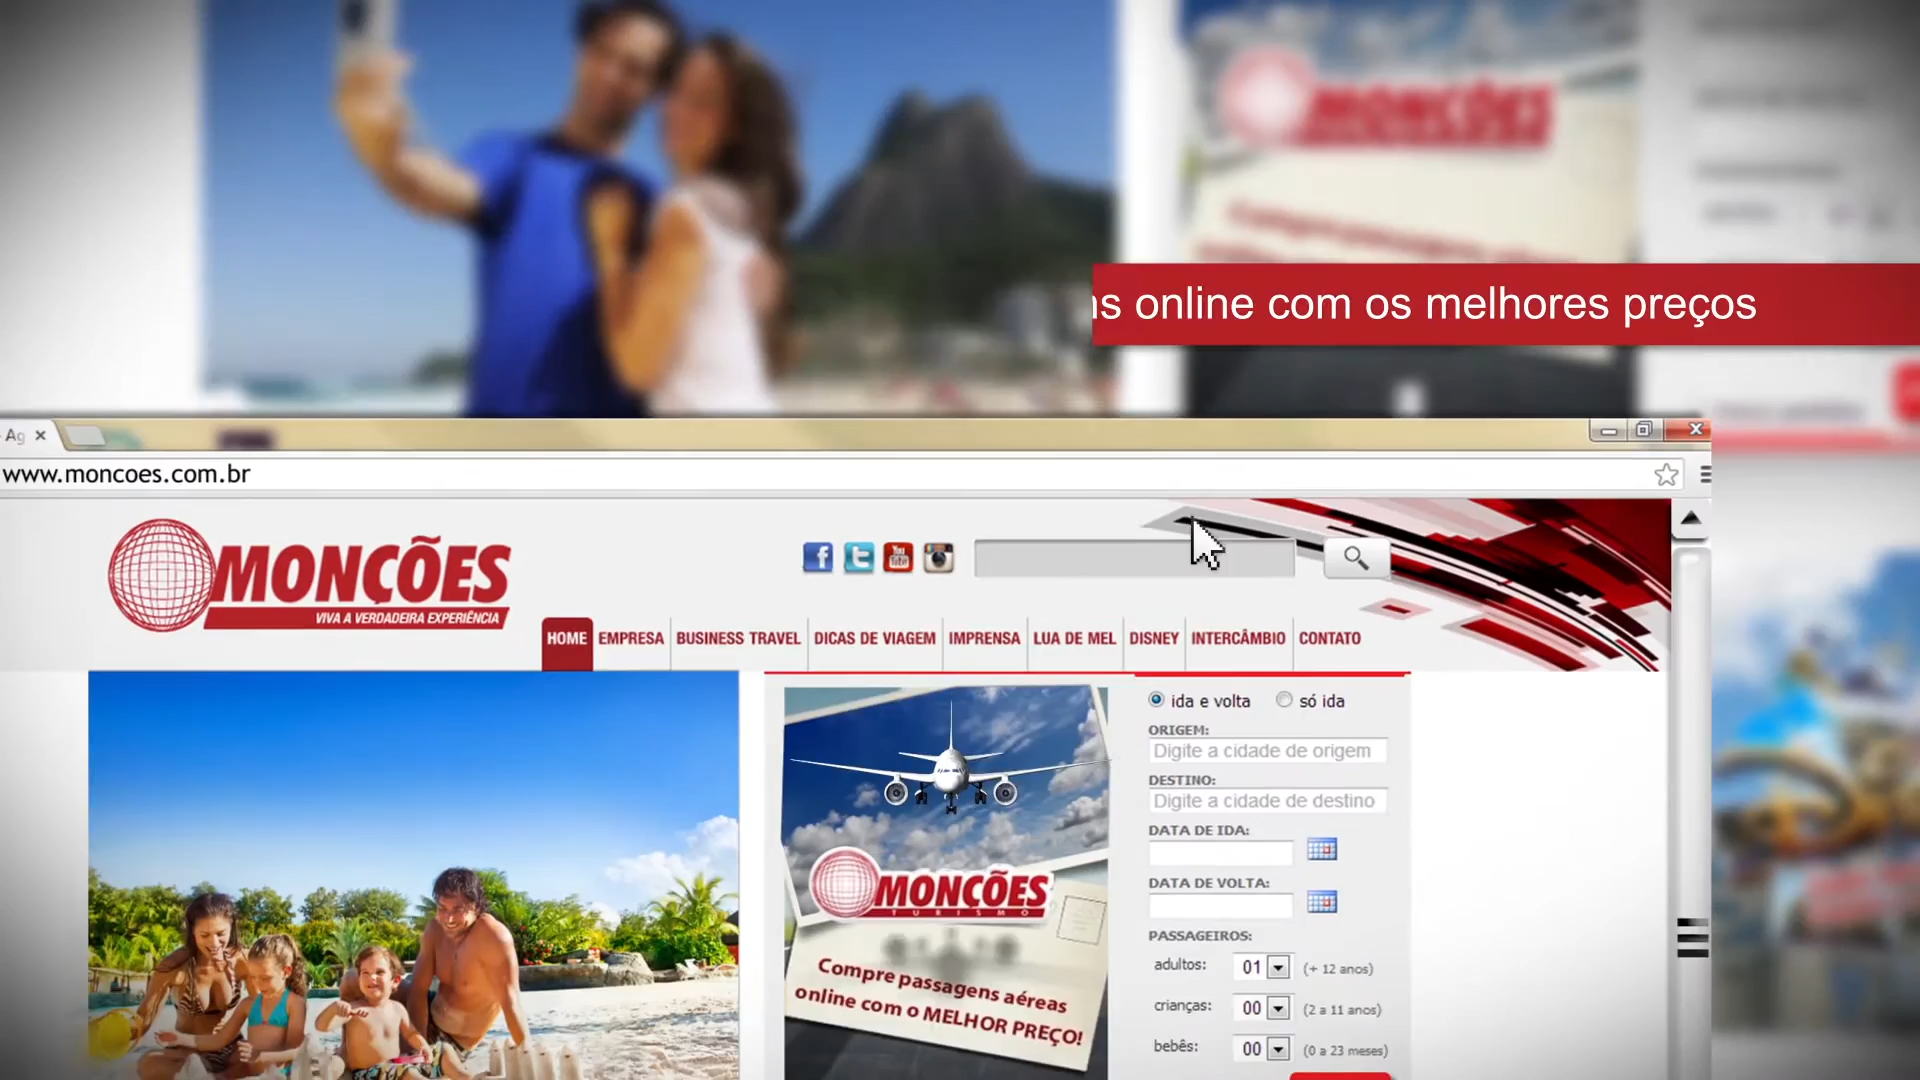 MONÇÕES
online com os melhores preços
Ag
www.moncoes.com.br
MONÇÕES
VIVA A VERDADEIRA EXPERIÊNCIA
You
HOME EMPRESA BUSINESS TRAVEL DICAS DE VIAGEM IMPRENSA LUA DE MEL DISNEY INTERCÂMBIO CONTATO
ida e volta só ida
ORIGEM:
Digite a cidade de origem
DESTINO:
Digite a cidade de destino
DATA DE IDA:
DATA DE VOLTA:
PASSAGEIROS:
adultos: 01 (+ 12 anos)
crianças: 00 (2 a 11 anos)
bebês: 00 (0 a 23 meses)
MONÇÕES
TURISMO
Compre passagens aéreas
online com o MELHOR PREÇO!